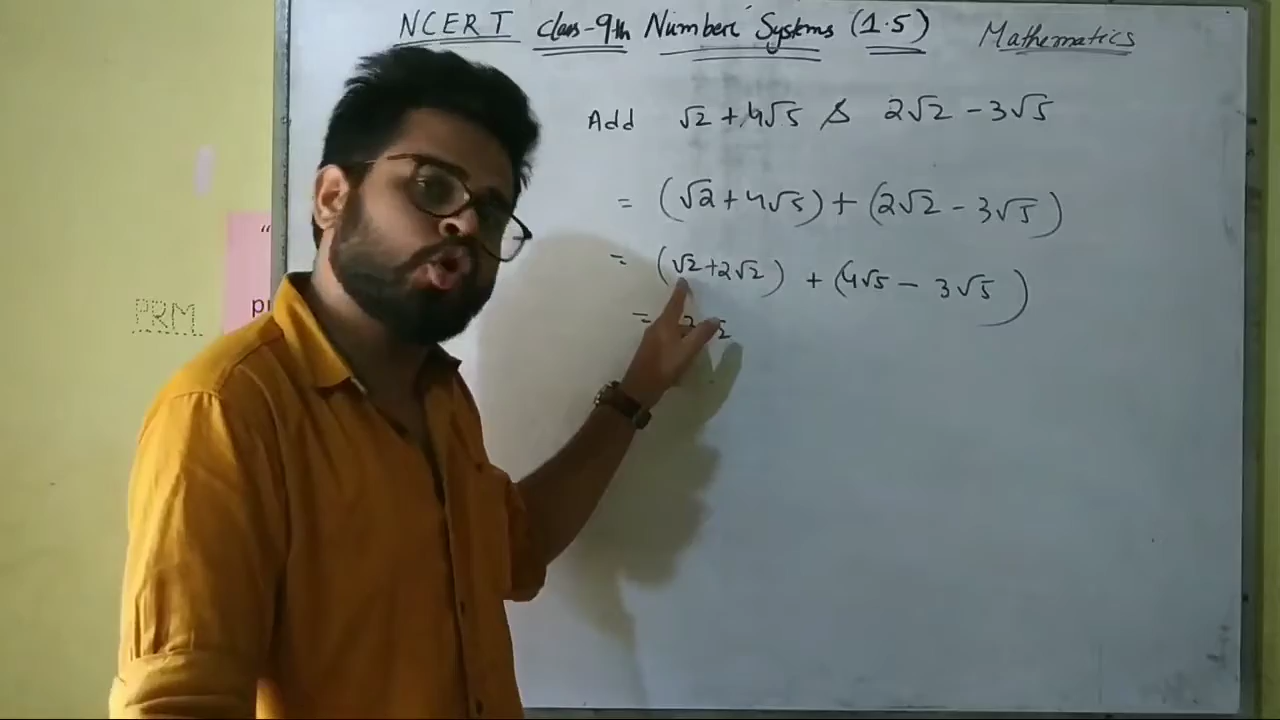 NCERT Class-9th Number Systems (1.5) Mathematics
Add √2 + 4√5 & 2√2 - 3√5
= (√2 + 4√5) + (2√2 - 3√5)
= (√2 + 2√2) + (4√5 - 3√5)
=
“
PRM